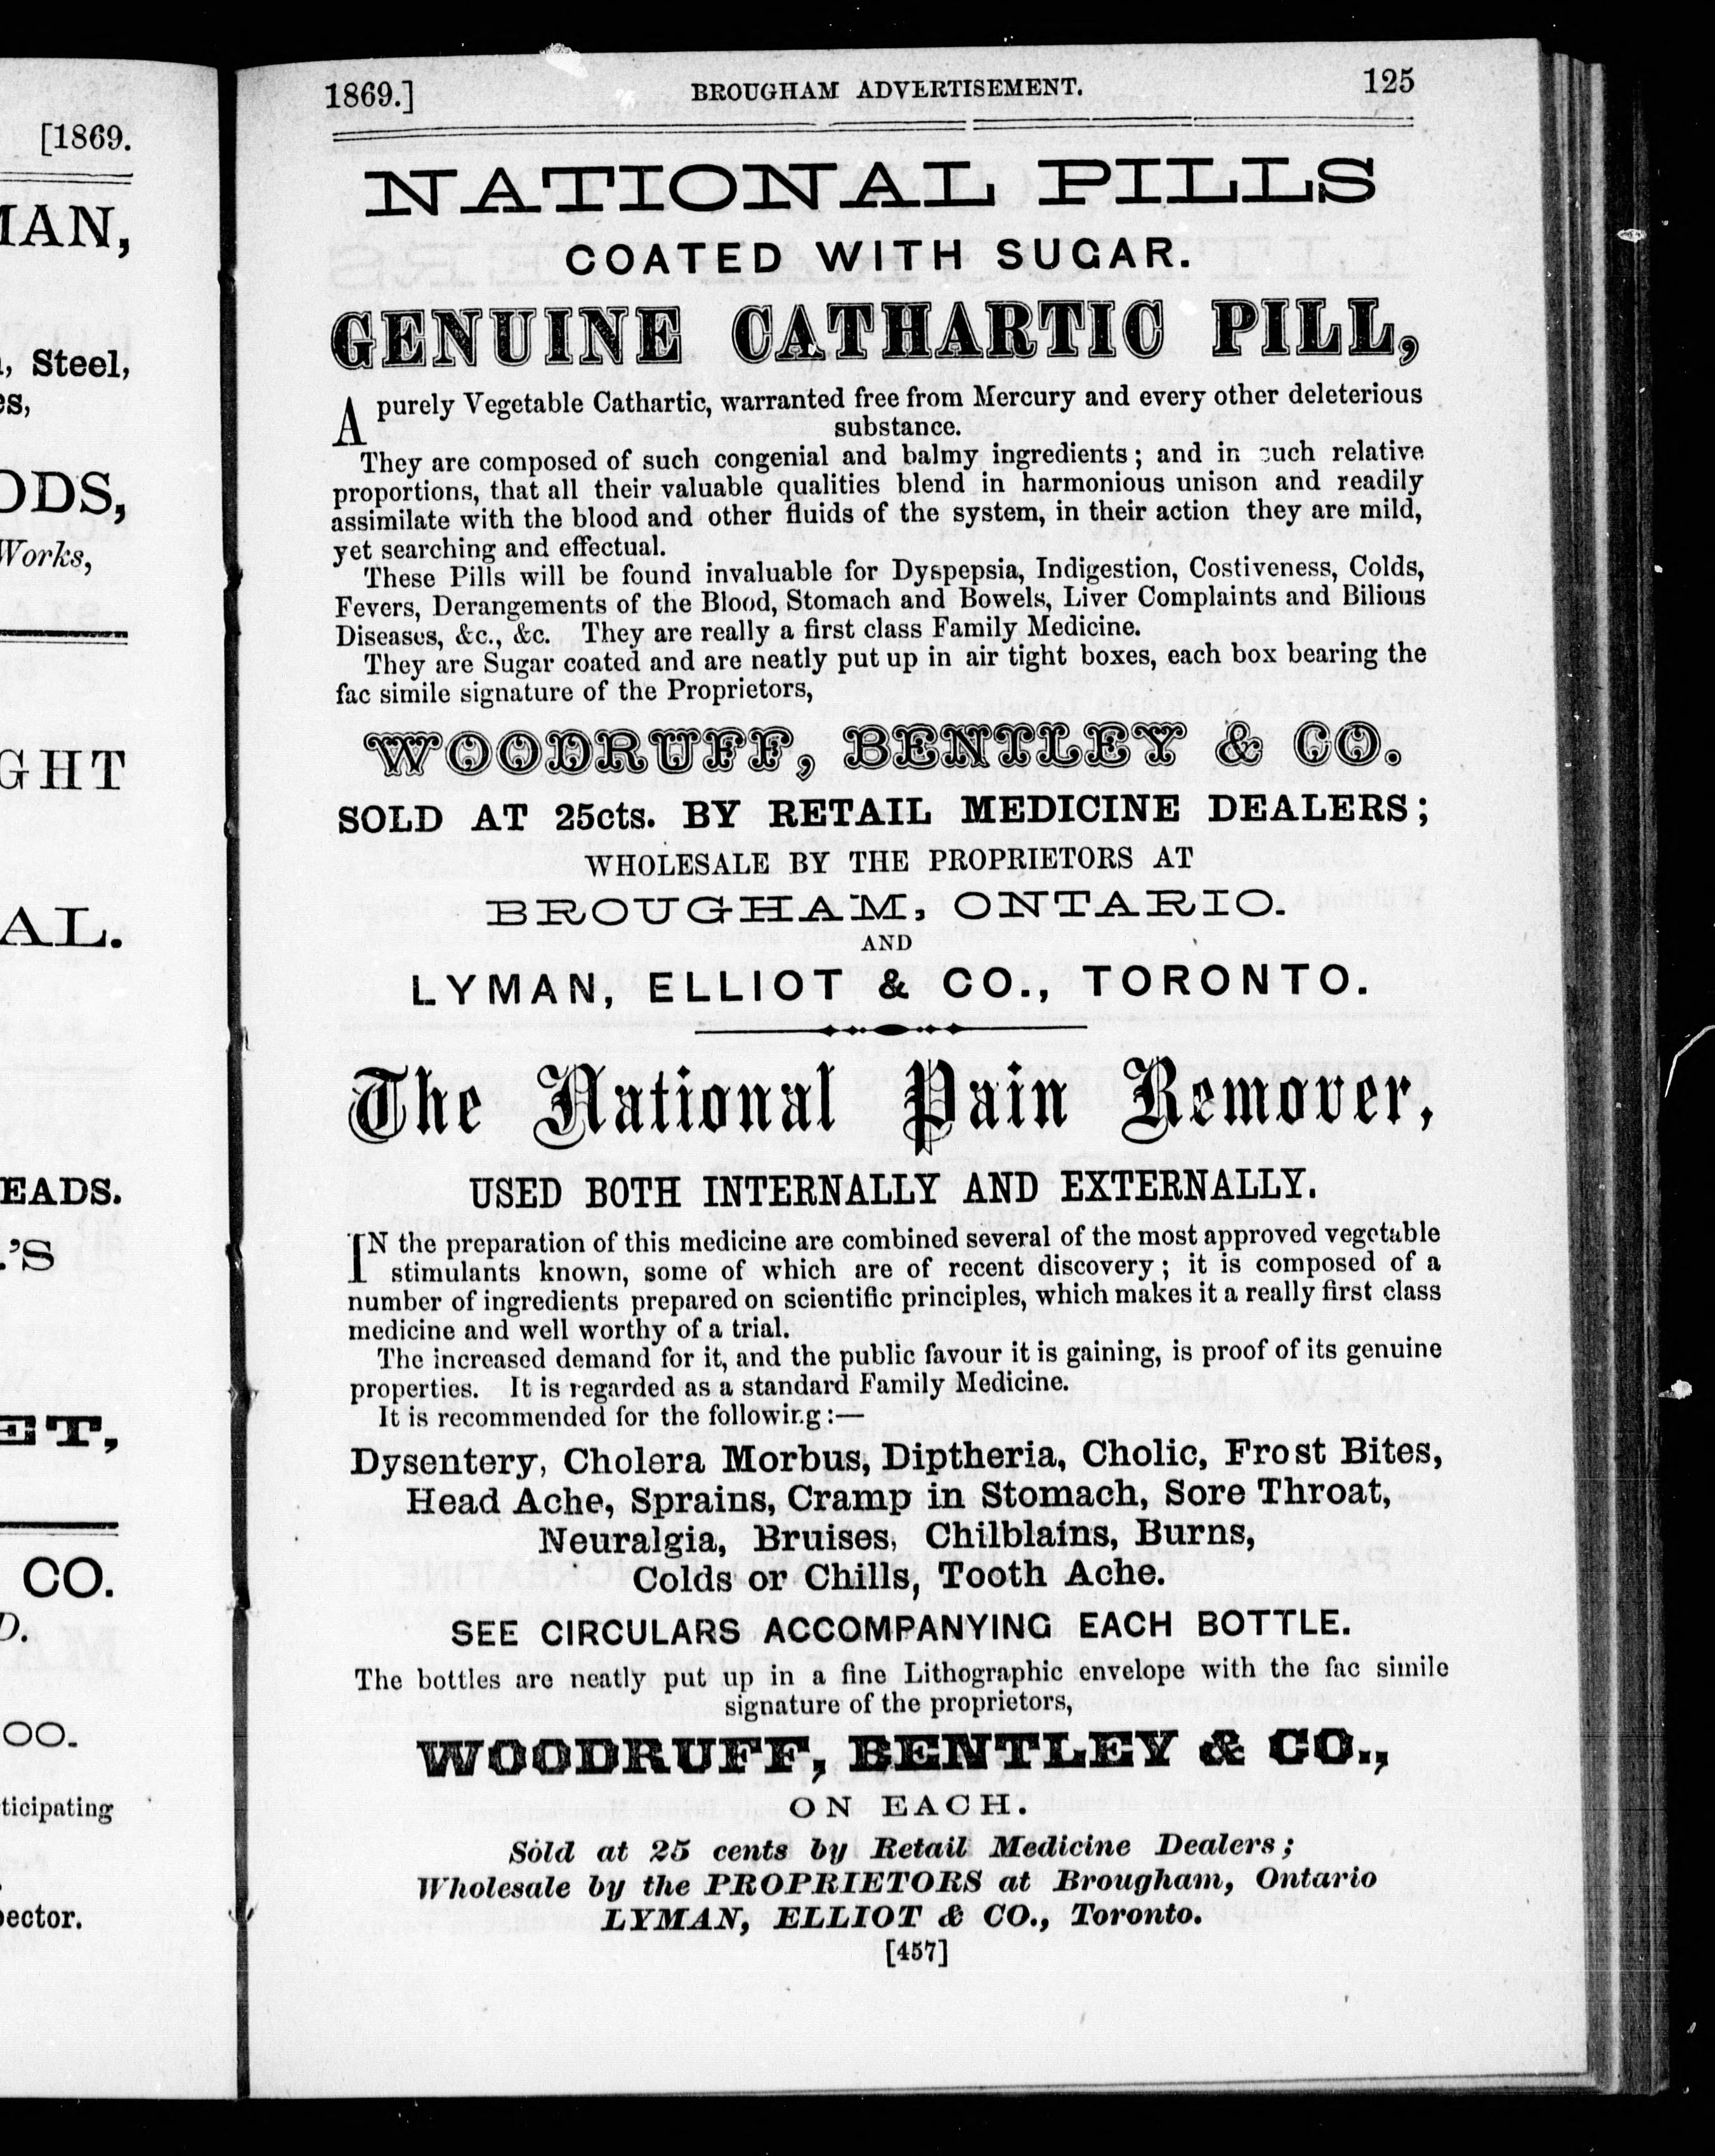 [1869.
IAN,
, Steel,
es,
ODS,
Works,
GHT
AL.
EADS.
.'S
ET,
CO.
D.
OO.
ticipating
ector.
1869.] BROUGHAM ADVERTISEMENT. 125
NATIONAL PILLS
COATED WITH SUGAR.
GENUINE CATHARTIC PILL,
A purely Vegetable Cathartic, warranted free from Mercury and every other deleterious
substance.
They are composed of such congenial and balmy ingredients; and in such relative
proportions, that all their valuable qualities blend in harmonious unison and readily
assimilate with the blood and other fluids of the system, in their action they are mild,
yet searching and effectual.
These Pills will be found invaluable for Dyspepsia, Indigestion, Costiveness, Colds,
Fevers, Derangements of the Blood, Stomach and Bowels, Liver Complaints and Bilious
Diseases, &c., &c. They are really a first class Family Medicine.
They are Sugar coated and are neatly put up in air tight boxes, each box bearing the
fac simile signature of the Proprietors,
WOODRUFF, BENTLEY & CO.
SOLD AT 25cts. BY RETAIL MEDICINE DEALERS;
WHOLESALE BY THE PROPRIETORS AT
BROUGHAM, ONTARIO.
AND
LYMAN, ELLIOT & CO., TORONTO.
The National Pain Remover,
USED BOTH INTERNALLY AND EXTERNALLY.
IN the preparation of this medicine are combined several of the most approved vegetable
stimulants known, some of which are of recent discovery; it is composed of a
number of ingredients prepared on scientific principles, which makes it a really first class
medicine and well worthy of a trial.
The increased demand for it, and the public favour it is gaining, is proof of its genuine
properties. It is regarded as a standard Family Medicine.
It is recommended for the following:—
Dysentery, Cholera Morbus, Diptheria, Cholic, Frost Bites,
Head Ache, Sprains, Cramp in Stomach, Sore Throat,
Neuralgia, Bruises, Chilblains, Burns,
Colds or Chills, Tooth Ache.
SEE CIRCULARS ACCOMPANYING EACH BOTTLE.
The bottles are neatly put up in a fine Lithographic envelope with the fac simile
signature of the proprietors,
WOODRUFF, BENTLEY & CO.,
ON EACH.
Sold at 25 cents by Retail Medicine Dealers;
Wholesale by the PROPRIETORS at Brougham, Ontario
LYMAN, ELLIOT & CO., Toronto.
[457]